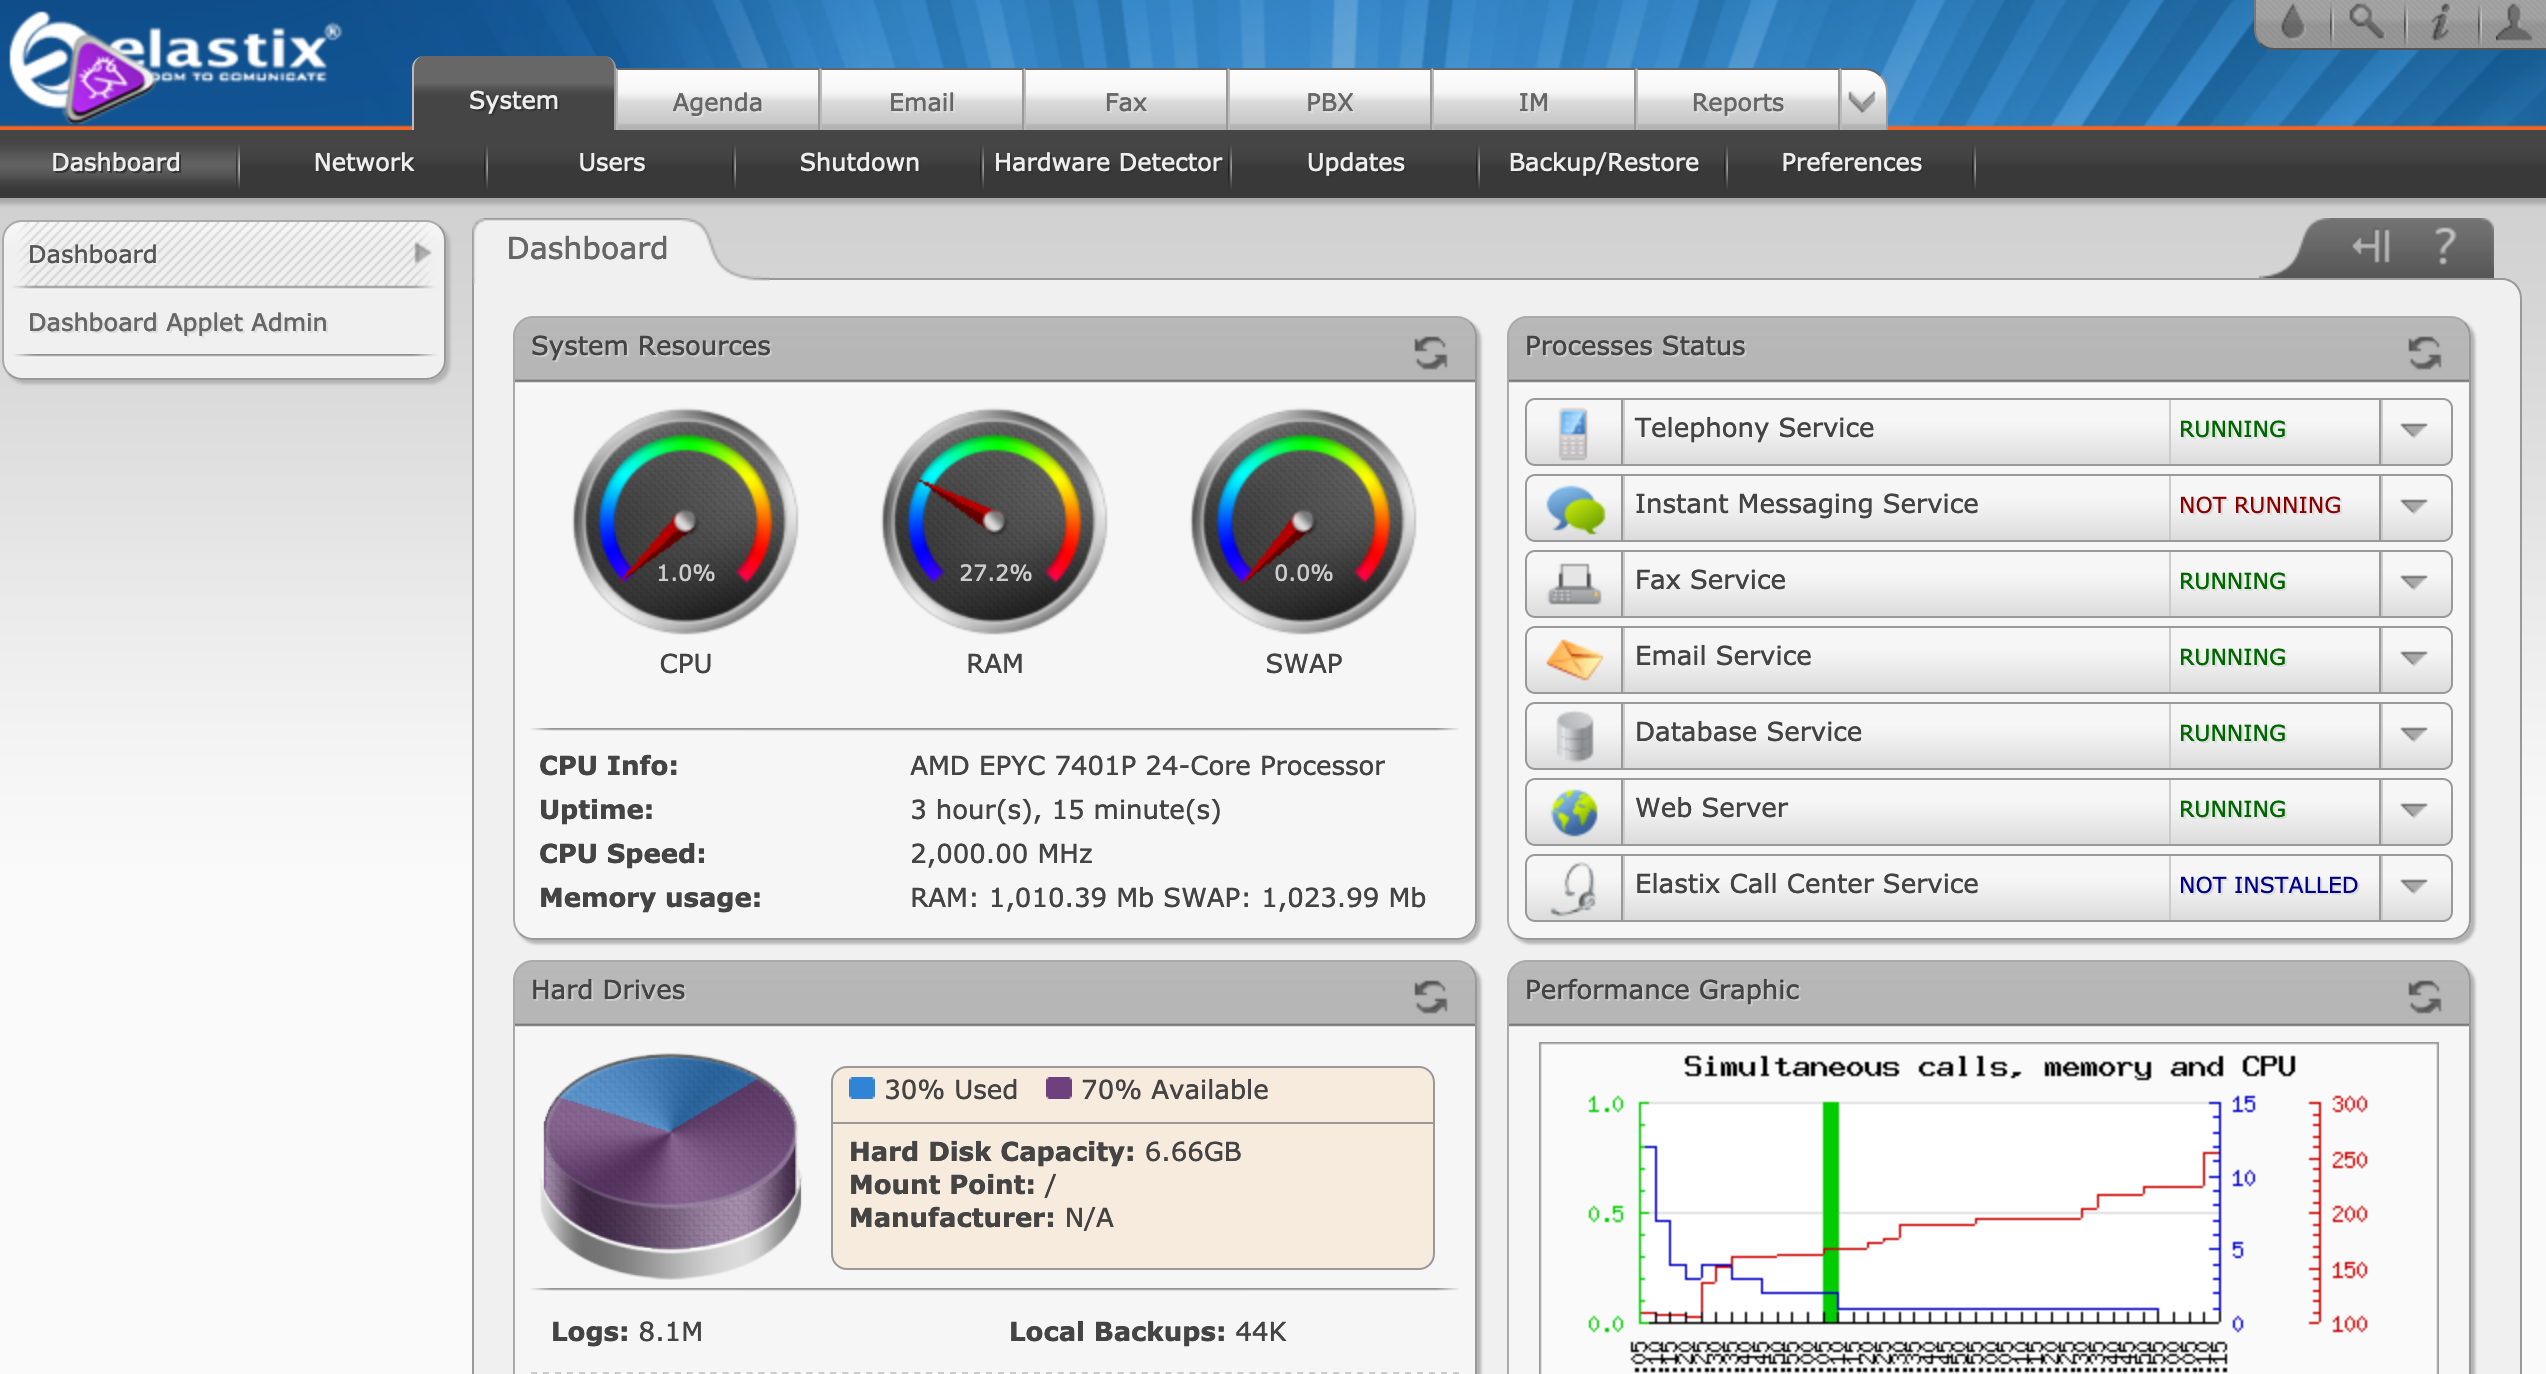 elastix®
DOM TO COMUNICATE
System
Agenda
Email
Fax
PBX
IM
Reports
Dashboard
Network
Users
Shutdown
Hardware Detector
Updates
Backup/Restore
Preferences
Dashboard
Dashboard Applet Admin
Dashboard
?
System Resources
1.0%
27.2%
0.0%
CPU
RAM
SWAP
CPU Info: AMD EPYC 7401P 24-Core Processor
Uptime: 3 hour(s), 15 minute(s)
CPU Speed: 2,000.00 MHz
Memory usage: RAM: 1,010.39 Mb SWAP: 1,023.99 Mb
Processes Status
Telephony Service RUNNING
Instant Messaging Service NOT RUNNING
Fax Service RUNNING
Email Service RUNNING
Database Service RUNNING
Web Server RUNNING
Elastix Call Center Service NOT INSTALLED
Hard Drives
30% Used 70% Available
Hard Disk Capacity: 6.66GB
Mount Point: /
Manufacturer: N/A
Logs: 8.1M
Local Backups: 44K
Performance Graphic
Simultaneous calls, memory and CPU
1.0
0.5
0.0
15
10
5
0
300
250
200
150
100